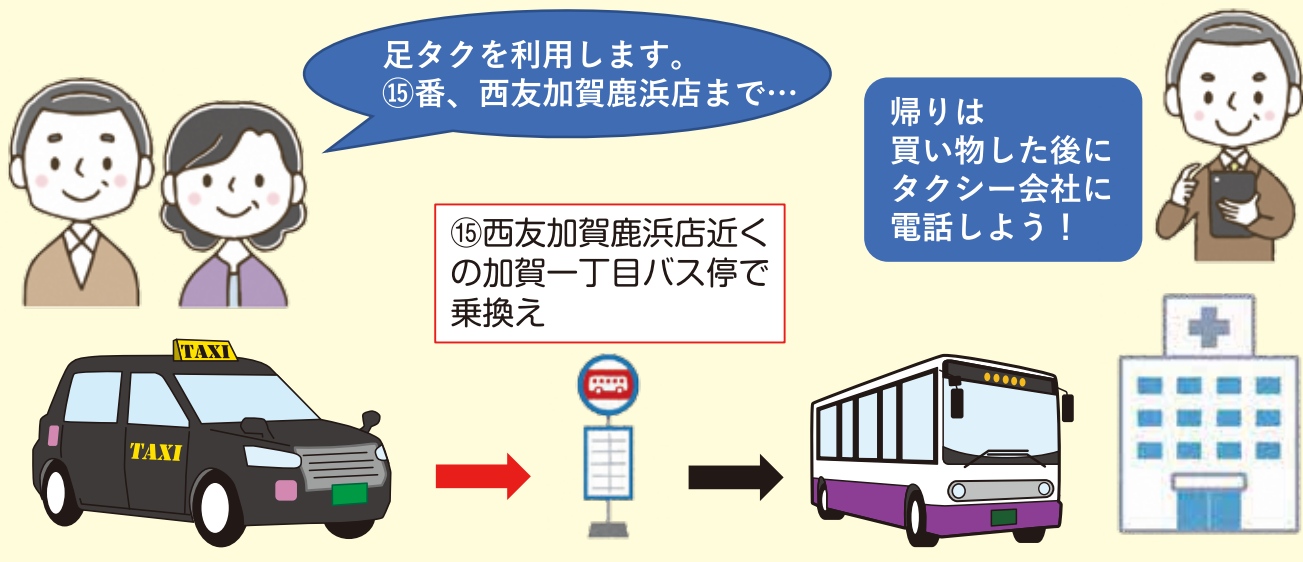 足タクを利用します。
⑮番、西友加賀鹿浜店まで…
帰りは
買い物した後に
タクシー会社に
電話しよう！
⑮西友加賀鹿浜店近く
の加賀一丁目バス停で
乗換え
TAXI
TAXI